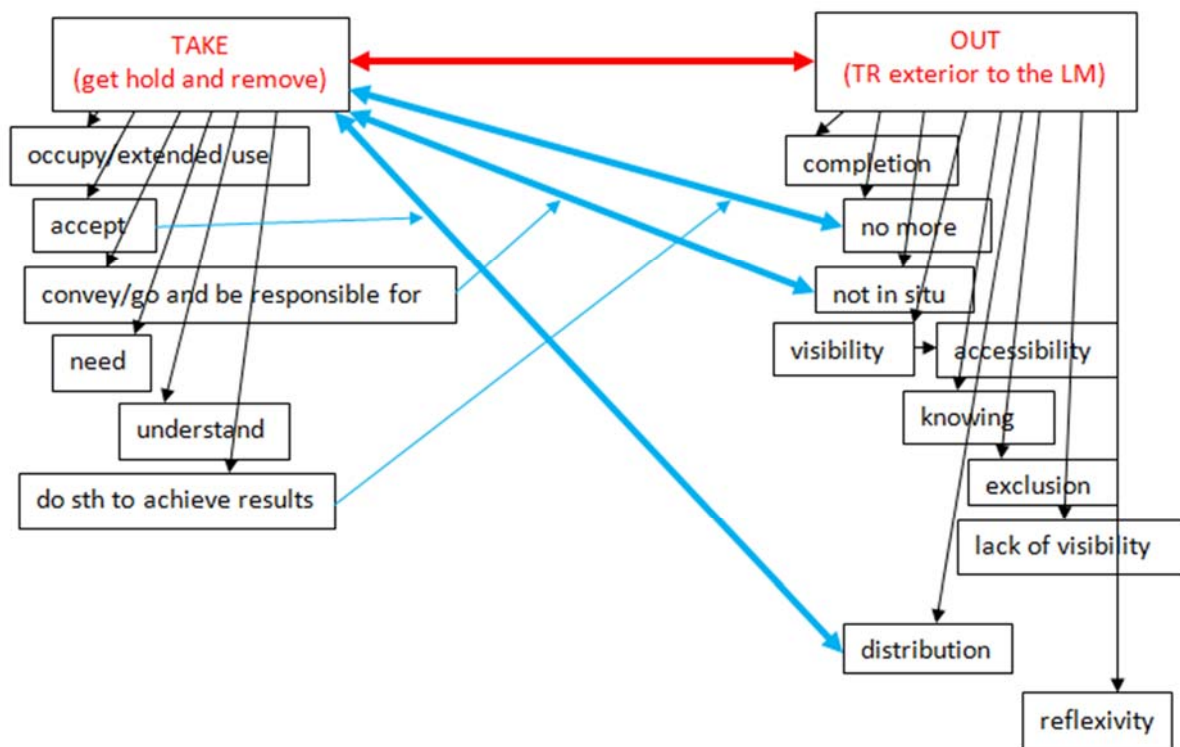 TAKE
(get hold and remove)
occupy/extended use
accept
convey/go and be responsible for
need
understand
do sth to achieve results
OUT
(TR exterior to the LM)
completion
no more
not in situ
visibility
accessibility
knowing
exclusion
lack of visibility
distribution
reflexivity